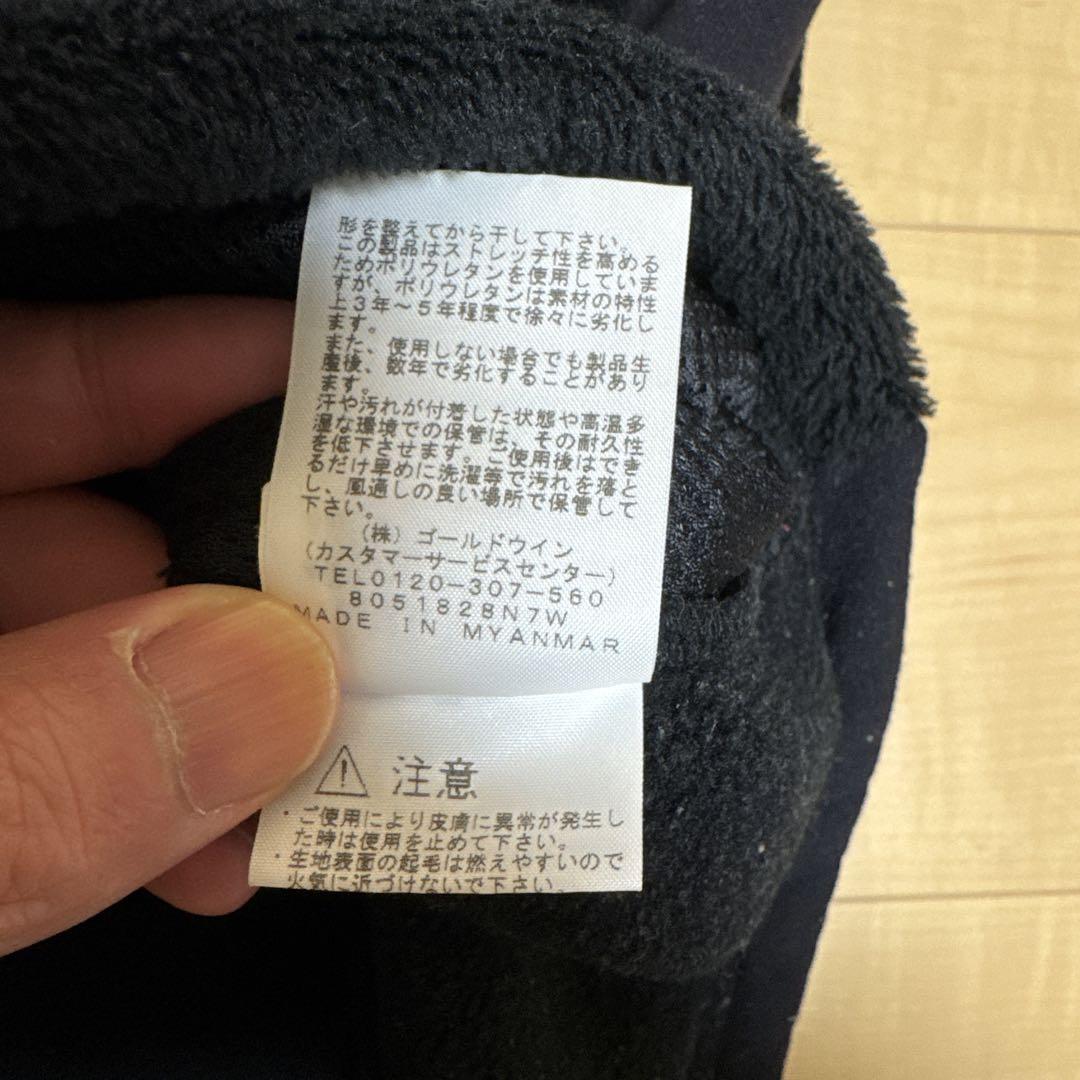 形を整えてから干して下さい。
この製品はストレッチ性を高める
ためポリウレタンを使用していま
すが、ポリウレタンは素材の特性
上３年～５年程度で徐々に劣化し
ます。
また、使用しない場合でも製品生
産後、数年で劣化することがあり
ます。
汗や汚れが付着した状態や高温多
湿な環境での保管は、その耐久性
を低下させます。ご使用後はでき
るだけ早めに洗濯等で汚れを落と
し、風通しの良い場所で保管して
下さい。
（株）ゴールドウイン
（カスタマーサービスセンター）
TEL0120-307-560
8051828N7W
MADE IN MYANMAR
注意
・ご使用により皮膚に異常が発生し
た時は使用を止めて下さい。
・生地表面の起毛は燃えやすいので
火気に近づけないで下さい。